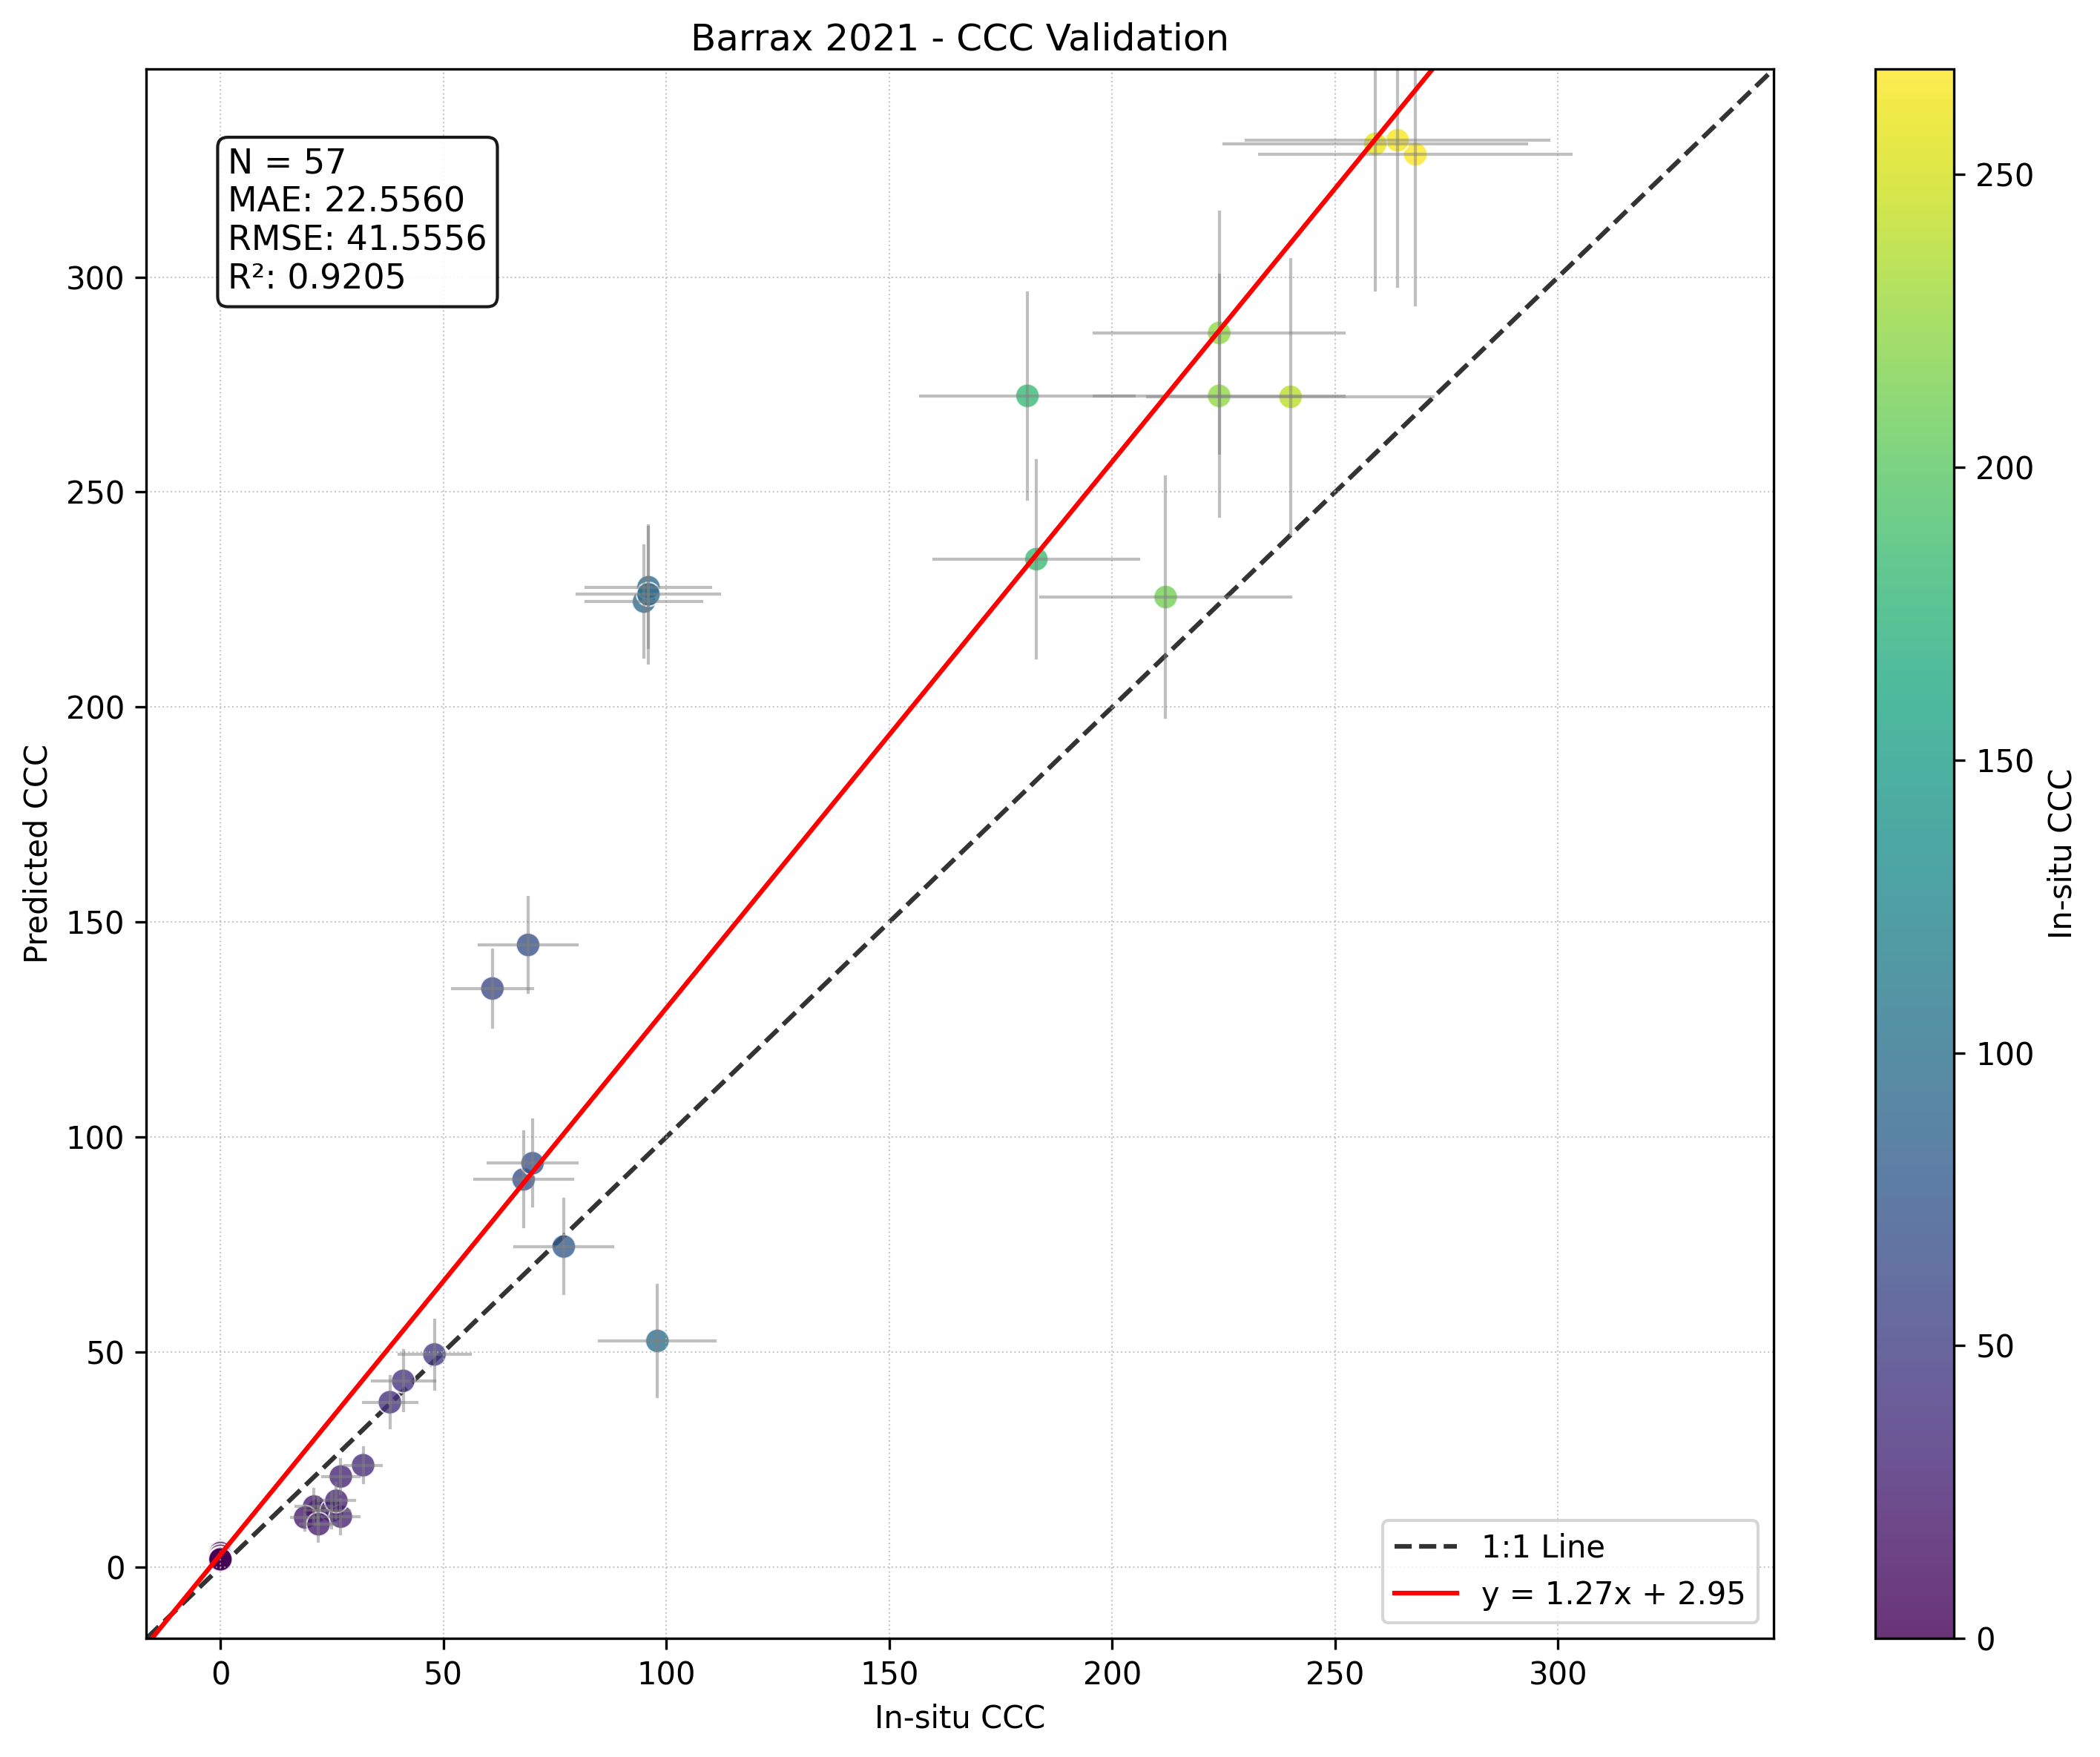 Barrax 2021 - CCC Validation
N = 57
MAE: 22.5560
RMSE: 41.5556
R²: 0.9205
Predicted CCC
300
250
200
150
100
50
0
0 50 100 150 200 250 300
In-situ CCC
1:1 Line
y = 1.27x + 2.95
250
200
150
100
50
0
In-situ CCC